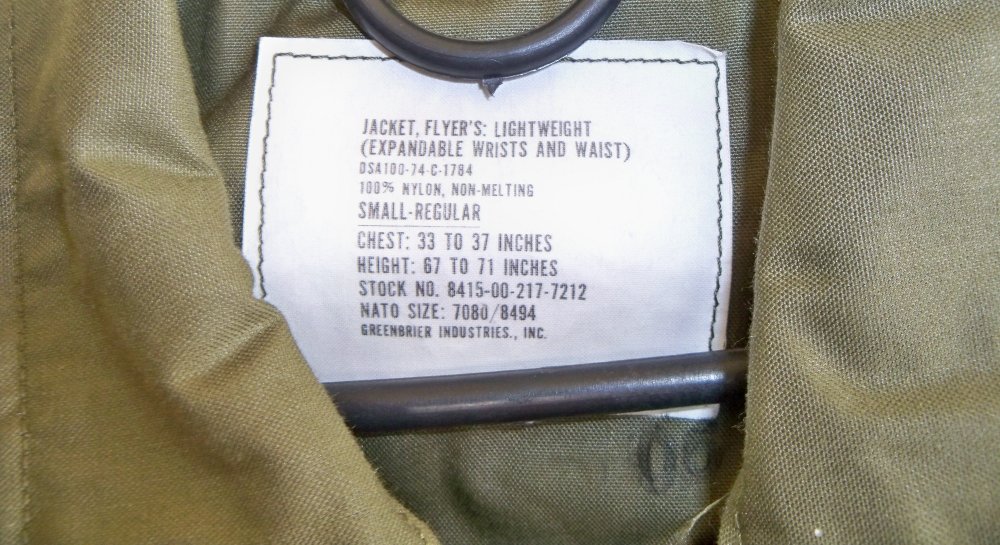 JACKET, FLYER'S: LIGHTWEIGHT
(EXPANDABLE WRISTS AND WAIST)
DSA100-74-C-1784
100% NYLON, NON-MELTING
SMALL-REGULAR
CHEST: 33 TO 37 INCHES
HEIGHT: 67 TO 71 INCHES
STOCK NO. 8415-00-217-7212
NATO SIZE: 7080/8494
GREENBRIER INDUSTRIES., INC.